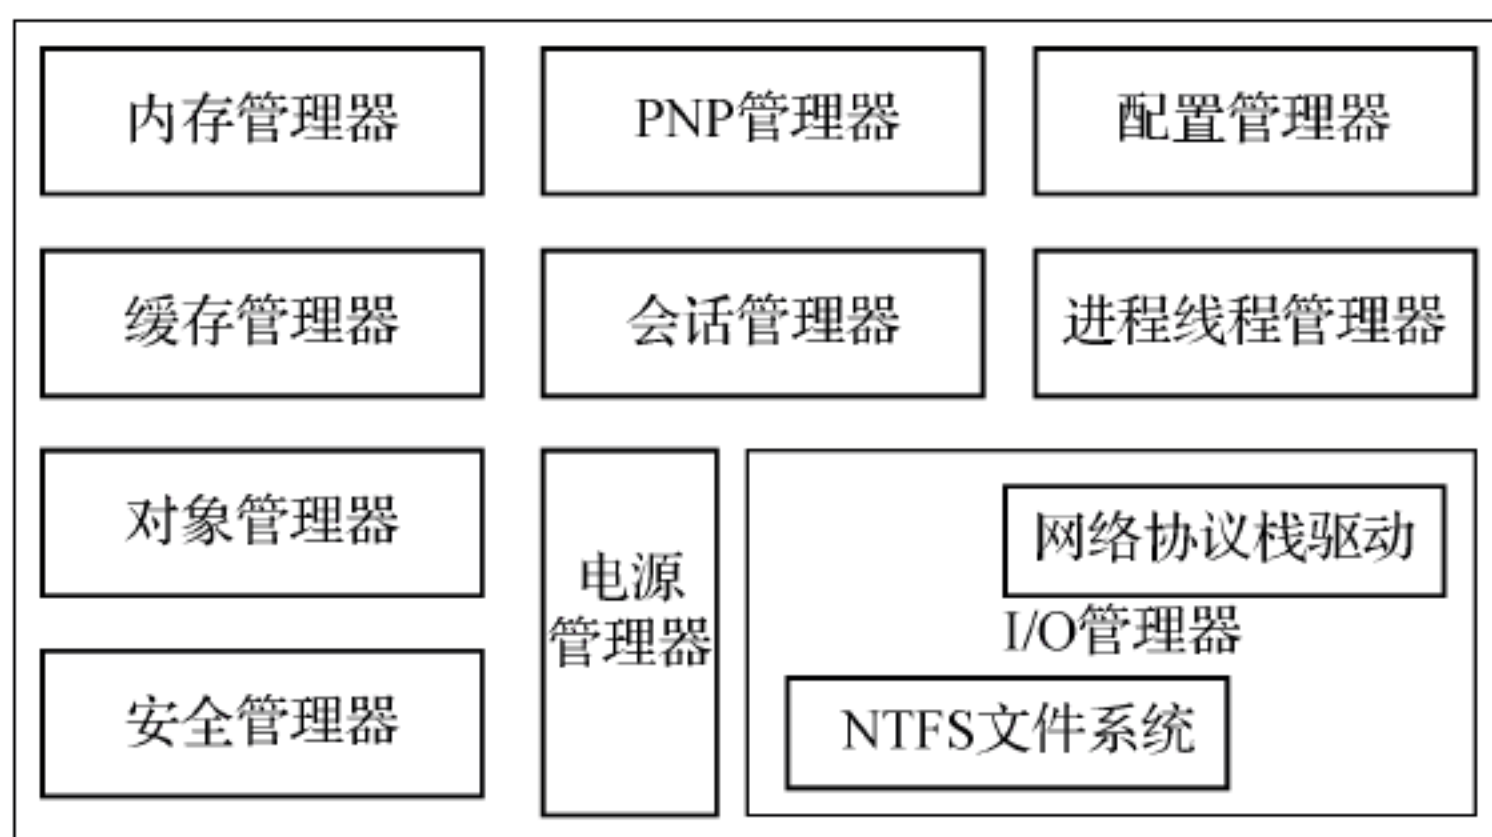 内存管理器
PNP管理器
配置管理器
缓存管理器
会话管理器
进程线程管理器
对象管理器
安全管理器
电源
管理器
网络协议栈驱动
I/O管理器
NTFS文件系统